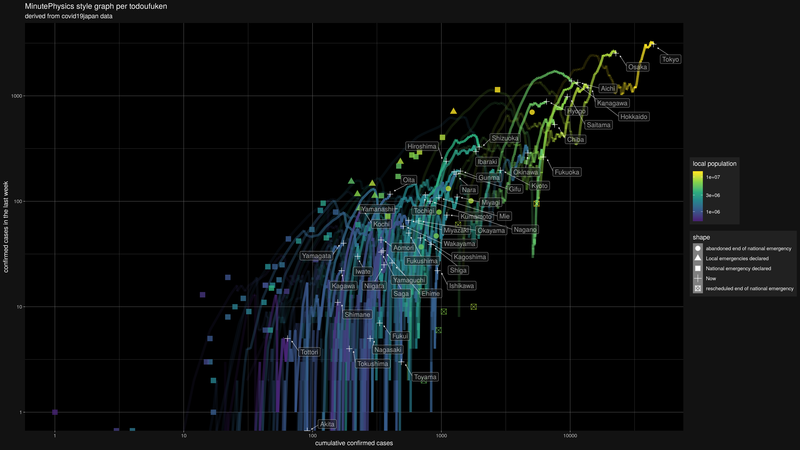 MinutePhysics style graph per todoufuken
derived from covid19japan data
Tokyo
Osaka
Aichi
Kanagawa
Hyogo
Hokkaido
Saitama
Chiba
Shizuoka
Hiroshima
Ibaraki
Okinawa
Fukuoka
Gunma
Oita
Kyoto
Nara
Gifu
Miyagi
Yamanashi
Tochigi
Kumamoto
Mie
Kochi
Miyazaki
Okayama
Nagano
Wakayama
Aomori
Yamagata
Kagoshima
Fukushima
Iwate
Shiga
Yamaguchi
Kagawa
Niigata
Ishikawa
Saga
Ehime
Shimane
Fukui
Tottori
Nagasaki
Tokushima
Toyama
Akita
1000
100
10
1
confirmed cases in the last week
1
10
100
1000
10000
cumulative confirmed cases
local population
1e+07
3e+06
1e+06
shape
abandoned end of national emergency
Local emergencies declared
National emergency declared
Now
rescheduled end of national emergency